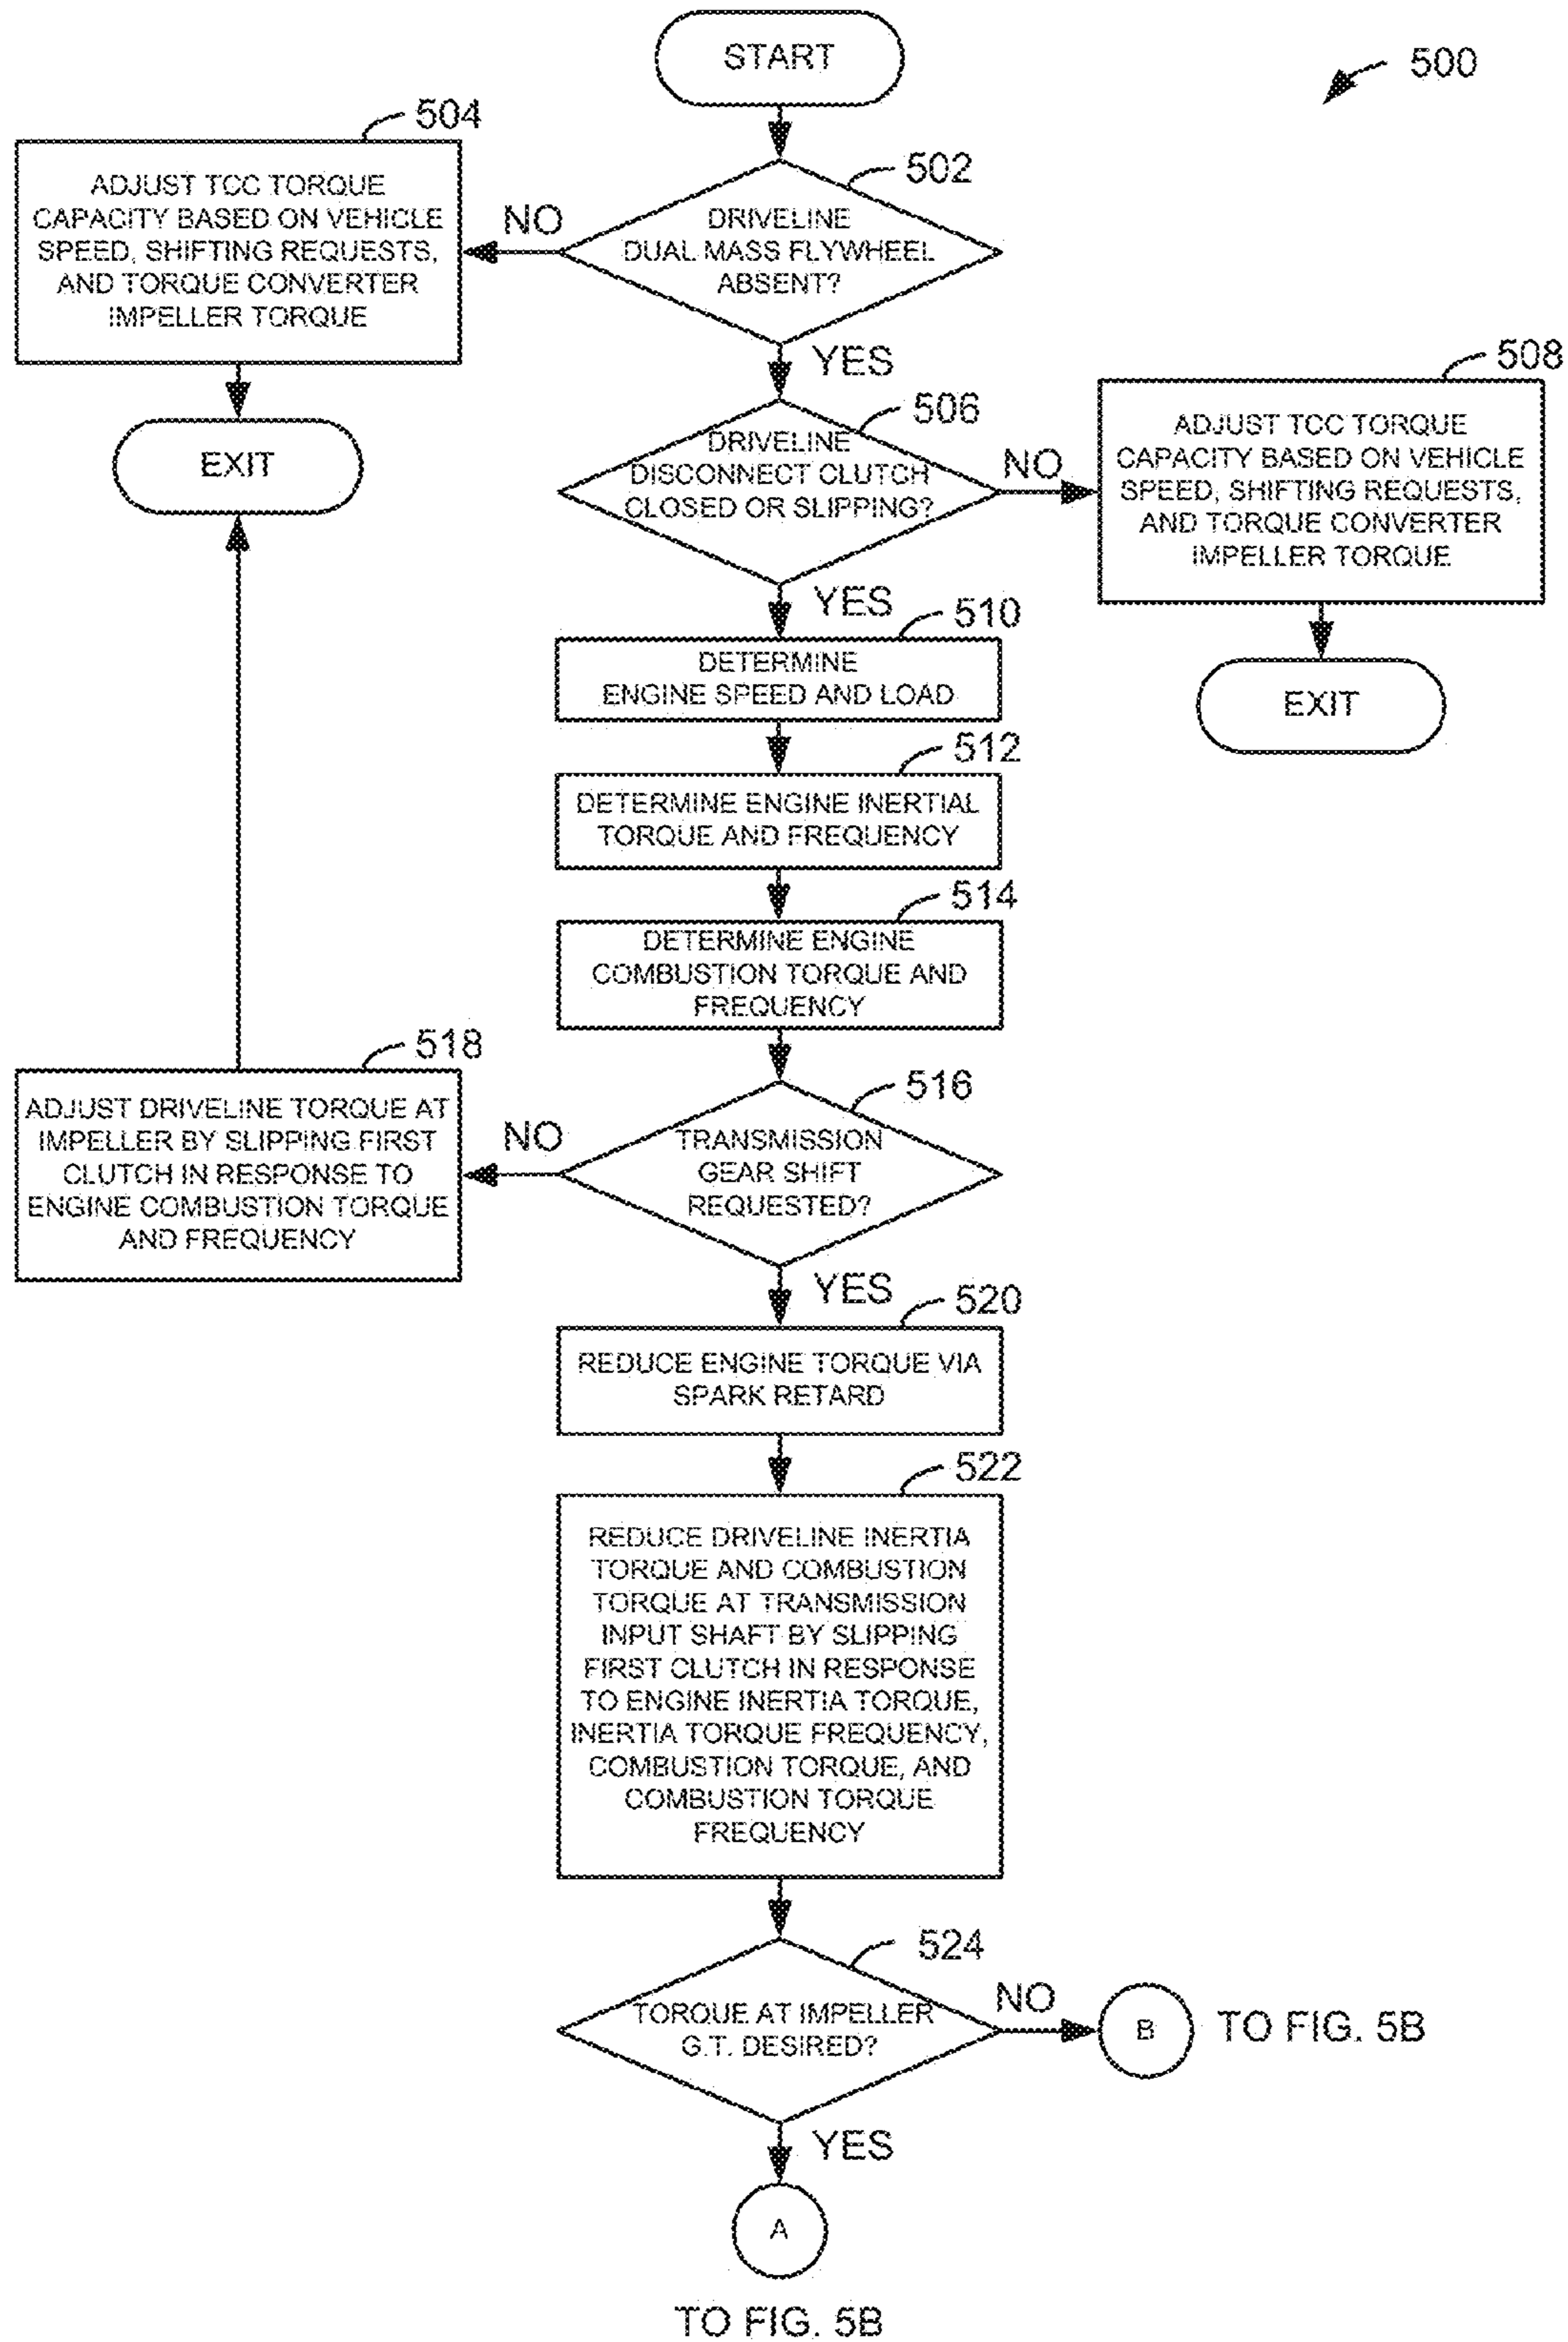 START
500
504
ADJUST TCC TORQUE
CAPACITY BASED ON VEHICLE
SPEED, SHIFTING REQUESTS,
AND TORQUE CONVERTER
IMPELLER TORQUE
NO
502
DRIVELINE
DUAL MASS FLYWHEEL
ABSENT?
YES
EXIT
506
DRIVELINE
DISCONNECT CLUTCH
CLOSED OR SLIPPING?
NO
508
ADJUST TCC TORQUE
CAPACITY BASED ON VEHICLE
SPEED, SHIFTING REQUESTS,
AND TORQUE CONVERTER
IMPELLER TORQUE
EXIT
YES
510
DETERMINE
ENGINE SPEED AND LOAD
512
DETERMINE ENGINE INERTIAL
TORQUE AND FREQUENCY
514
DETERMINE ENGINE
COMBUSTION TORQUE AND
FREQUENCY
516
TRANSMISSION
GEAR SHIFT
REQUESTED?
NO
518
ADJUST DRIVELINE TORQUE AT
IMPELLER BY SLIPPING FIRST
CLUTCH IN RESPONSE TO
ENGINE COMBUSTION TORQUE
AND FREQUENCY
YES
520
REDUCE ENGINE TORQUE VIA
SPARK RETARD
522
REDUCE DRIVELINE INERTIA
TORQUE AND COMBUSTION
TORQUE AT TRANSMISSION
INPUT SHAFT BY SLIPPING
FIRST CLUTCH IN RESPONSE
TO ENGINE INERTIA TORQUE,
INERTIA TORQUE FREQUENCY,
COMBUSTION TORQUE, AND
COMBUSTION TORQUE
FREQUENCY
524
TORQUE AT IMPELLER
G.T. DESIRED?
NO
B
TO FIG. 5B
YES
A
TO FIG. 5B